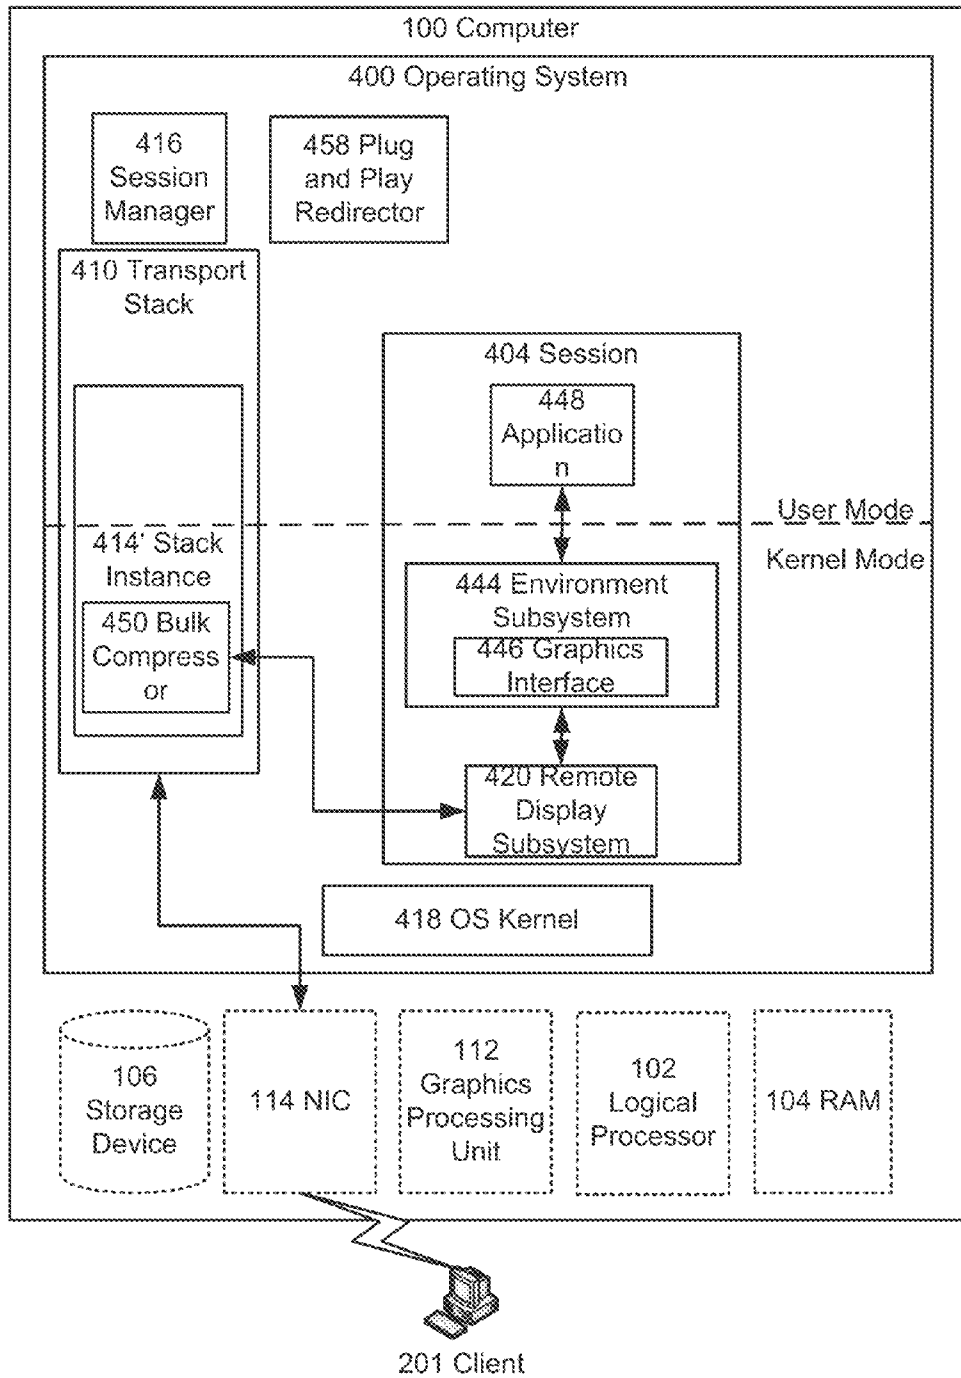 100 Computer
400 Operating System
416
Session
Manager
458 Plug
and Play
Redirector
410 Transport
Stack
404 Session
448
Applicatio
n
User Mode
Kernel Mode
414' Stack
Instance
450 Bulk
Compress
or
444 Environment
Subsystem
446 Graphics
Interface
420 Remote
Display
Subsystem
418 OS Kernel
106
Storage
Device
114 NIC
112
Graphics
Processing
Unit
102
Logical
Processor
104 RAM
201 Client